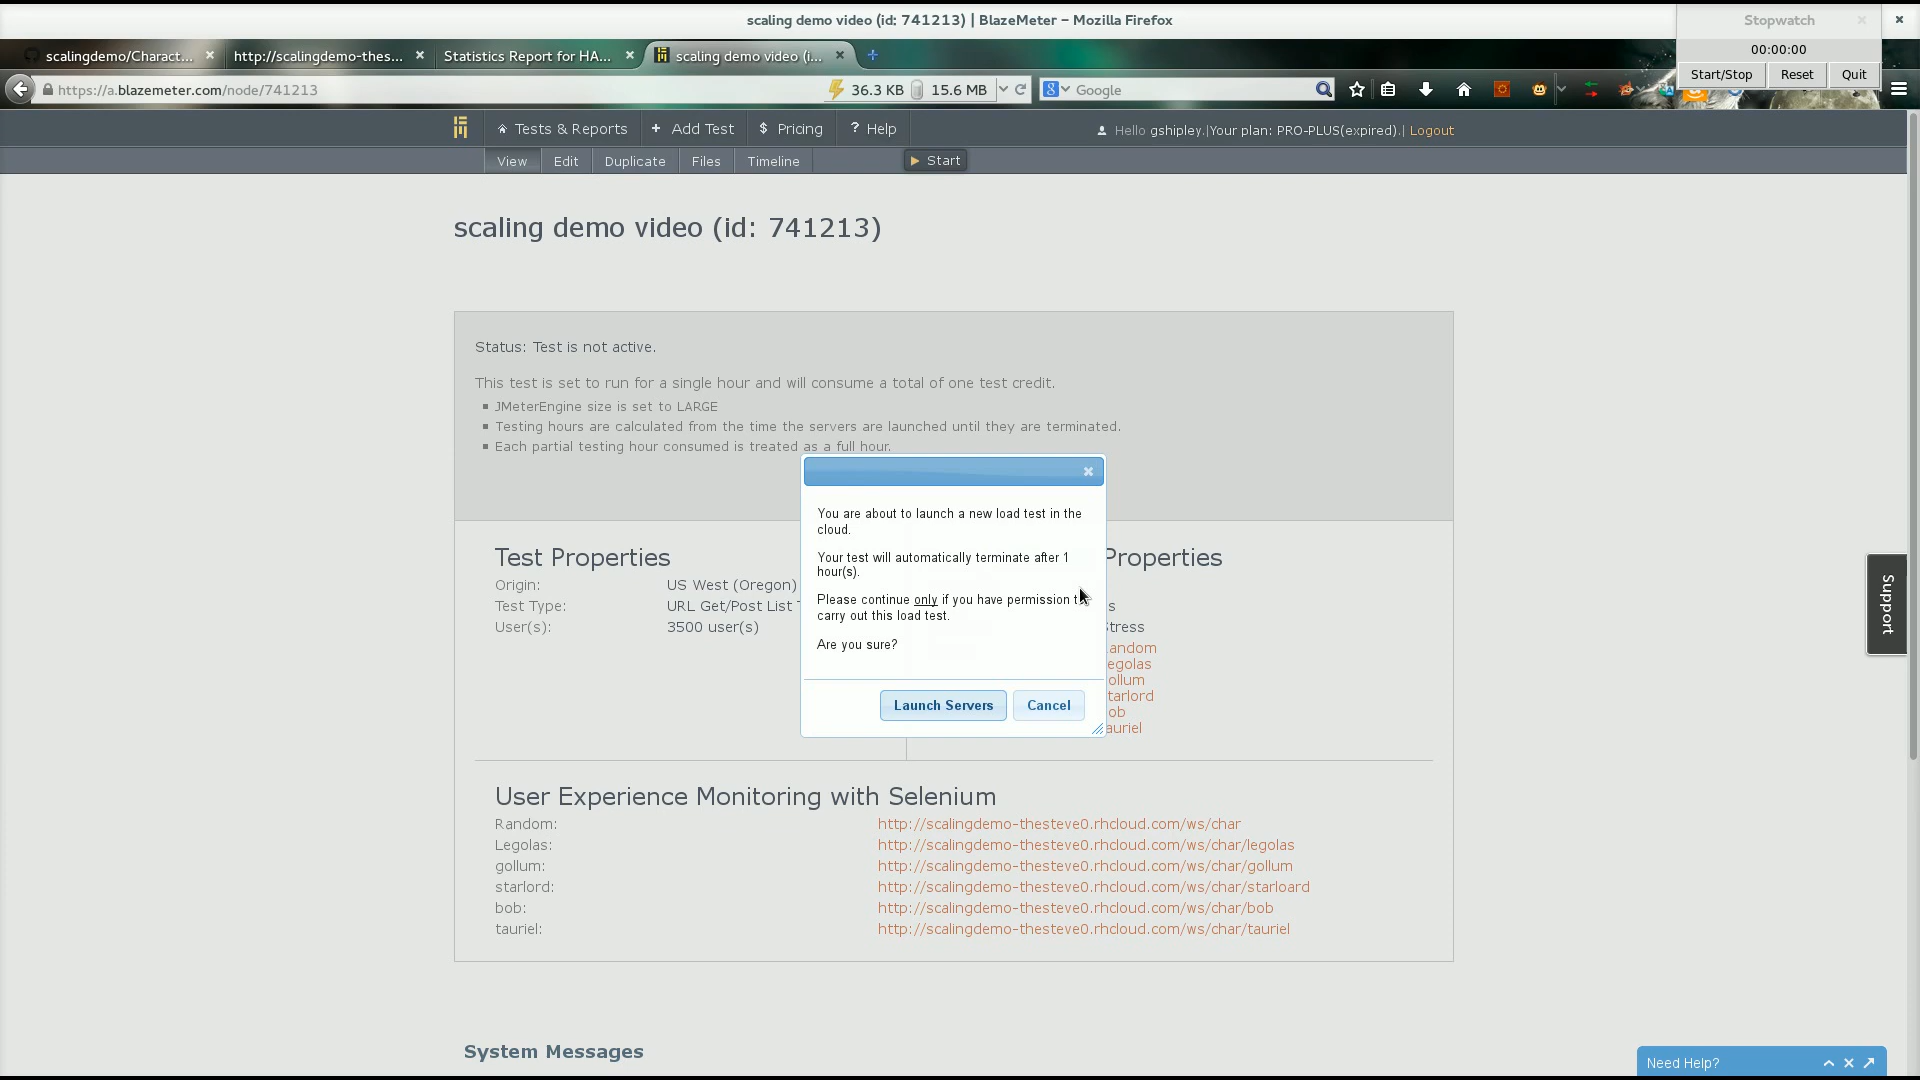 scaling demo video (id: 741213) | BlazeMeter – Mozilla Firefox
Stopwatch
00:00:00
Start/Stop
Reset
Quit
scalingdemo/Charact...
http://scalingdemo-thes...
Statistics Report for HA...
scaling demo video (i...
https://a.blazemeter.com/node/741213
36.3 KB
15.6 MB
Google
Tests & Reports
+ Add Test
$ Pricing
? Help
Hello gshipley.|Your plan: PRO-PLUS(expired).| Logout
View
Edit
Duplicate
Files
Timeline
Start
scaling demo video (id: 741213)
Status: Test is not active.
This test is set to run for a single hour and will consume a total of one test credit.
JMeterEngine size is set to LARGE
Testing hours are calculated from the time the servers are launched until they are terminated.
Each partial testing hour consumed is treated as a full hour.
You are about to launch a new load test in the
cloud.
Your test will automatically terminate after 1
hour(s).
Please continue only if you have permission
carry out this load test.
Are you sure?
Launch Servers
Cancel
Test Properties
Origin: US West (Oregon)
Test Type: URL Get/Post List
User(s): 3500 user(s)
Properties
s
Stress
andom
egolas
ollum
tarlord
ob
auriel
User Experience Monitoring with Selenium
Random: http://scalingdemo-thesteve0.rhcloud.com/ws/char
Legolas: http://scalingdemo-thesteve0.rhcloud.com/ws/char/legolas
gollum: http://scalingdemo-thesteve0.rhcloud.com/ws/char/gollum
starlord: http://scalingdemo-thesteve0.rhcloud.com/ws/char/starloard
bob: http://scalingdemo-thesteve0.rhcloud.com/ws/char/bob
tauriel: http://scalingdemo-thesteve0.rhcloud.com/ws/char/tauriel
System Messages
Support
Need Help?